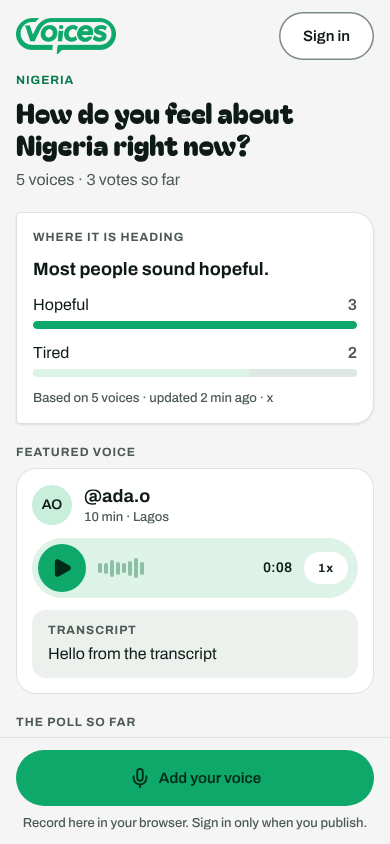 voices
Sign in
NIGERIA
How do you feel about
Nigeria right now?
5 voices · 3 votes so far
WHERE IT IS HEADING
Most people sound hopeful.
Hopeful 3
Tired 2
Based on 5 voices · updated 2 min ago · x
FEATURED VOICE
AO
@ada.o
10 min · Lagos
0:08 1x
TRANSCRIPT
Hello from the transcript
THE POLL SO FAR
Add your voice
Record here in your browser. Sign in only when you publish.